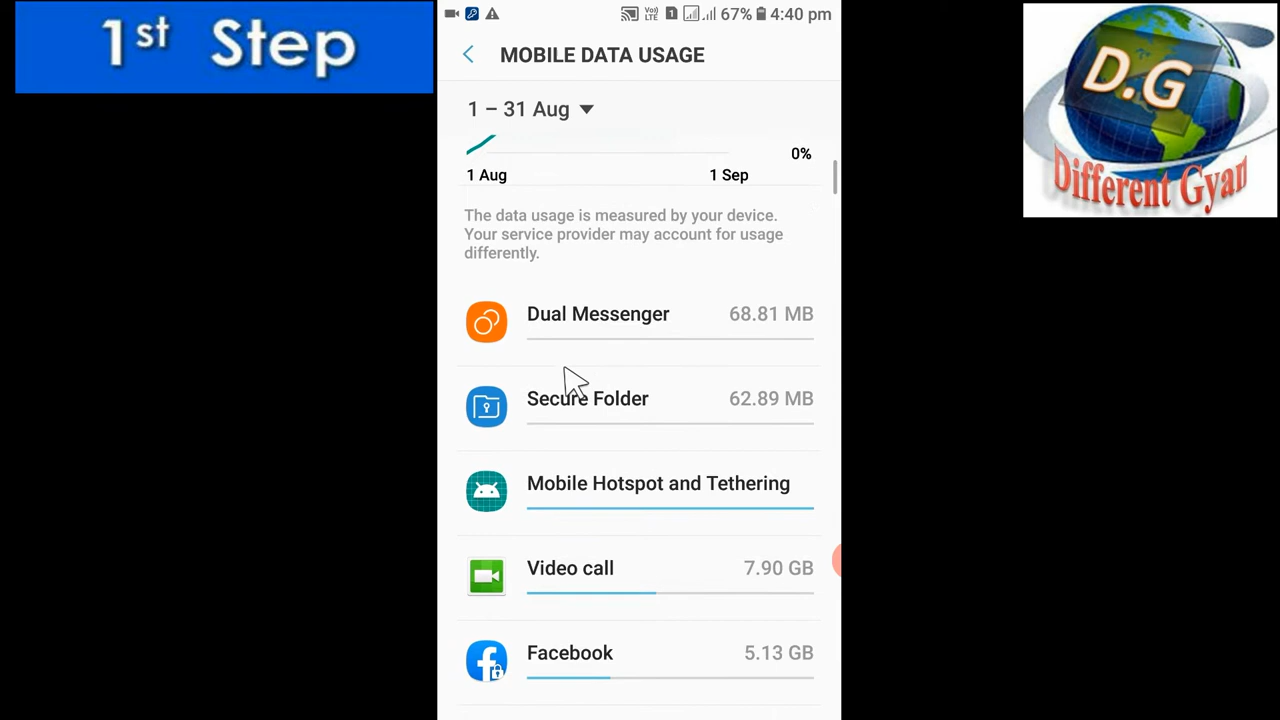 1st Step
67% 4:40 pm
MOBILE DATA USAGE
1 – 31 Aug
0%
1 Aug
1 Sep
The data usage is measured by your device.
Your service provider may account for usage
differently.
Dual Messenger 68.81 MB
Secure Folder 62.89 MB
Mobile Hotspot and Tethering
Video call 7.90 GB
Facebook 5.13 GB
D.G
Different Gyan